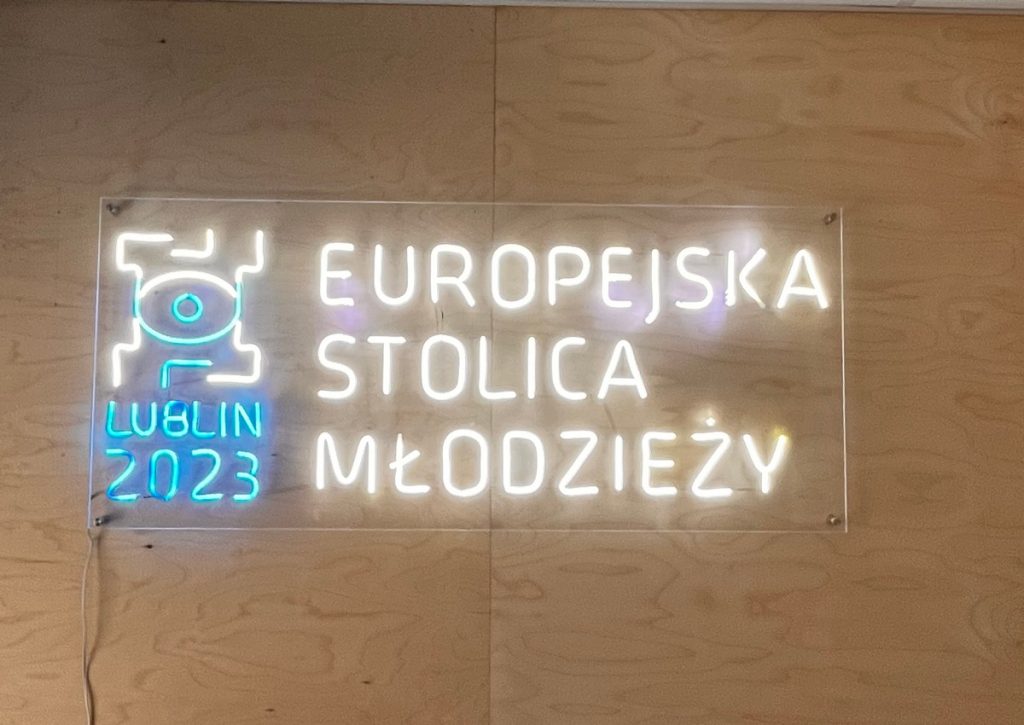 LUBLIN
2023
EUROPEJSKA
STOLICA
MŁODZIEŻY